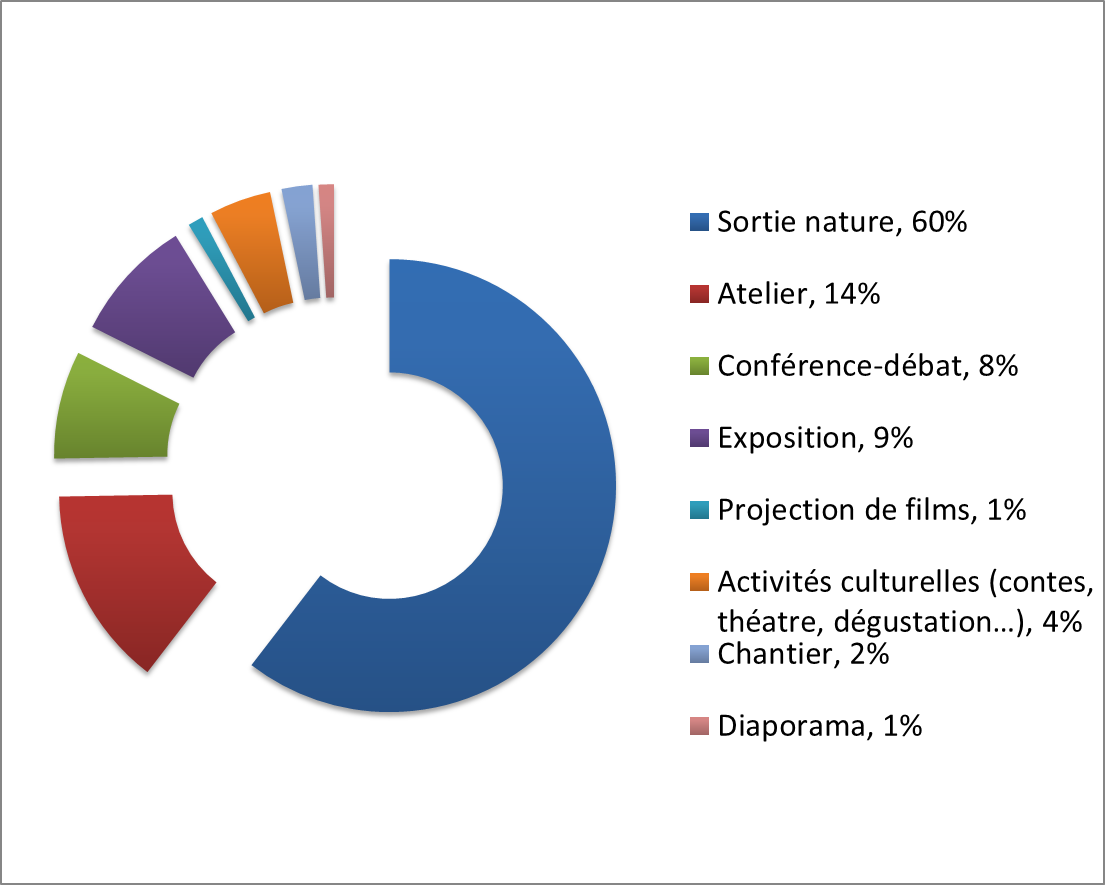 Sortie nature, 60%
Atelier, 14%
Conférence-débat, 8%
Exposition, 9%
Projection de films, 1%
Activités culturelles (contes,
théatre, dégustation...), 4%
Chantier, 2%
Diaporama, 1%